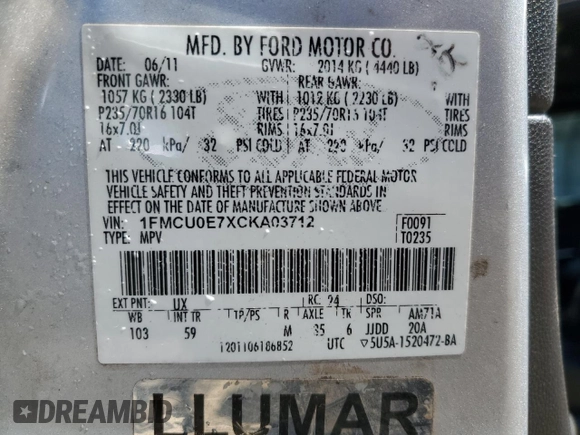 MFD. BY FORD MOTOR CO.
DATE: 06/11 GVWR: 2014 KG ( 4440 LB)
FRONT GAWR: REAR GAWR:
1057 KG ( 2330 LB) WITH 1012 KG ( 2230 LB) WITH
P235/70R16 104T TIRES P235/70R16 104T TIRES
16x7.0J RIMS 16x7.0J RIMS
AT 220 kPa/ 32 PSI COLD AT 220 kPa/ 32 PSI COLD
THIS VEHICLE CONFORMS TO ALL APPLICABLE FEDERAL MOTOR
VEHICLE SAFETY AND THEFT PREVENTION STANDARDS IN
EFFECT ON THE DATE OF MANUFACTURE SHOWN ABOVE.
VIN: 1FMCU0E7XCKA03712 F0091
TYPE: MPV T0235
EXT PNT: UX RC: 24 DSO:
WB INT TR TP/PS R AXLE TR SPR AM71A
103 59 M 85 6 JJDD 20A
1201106186852 UTC 5U5A-1520472-BA
LLUMAR
DREAMBID